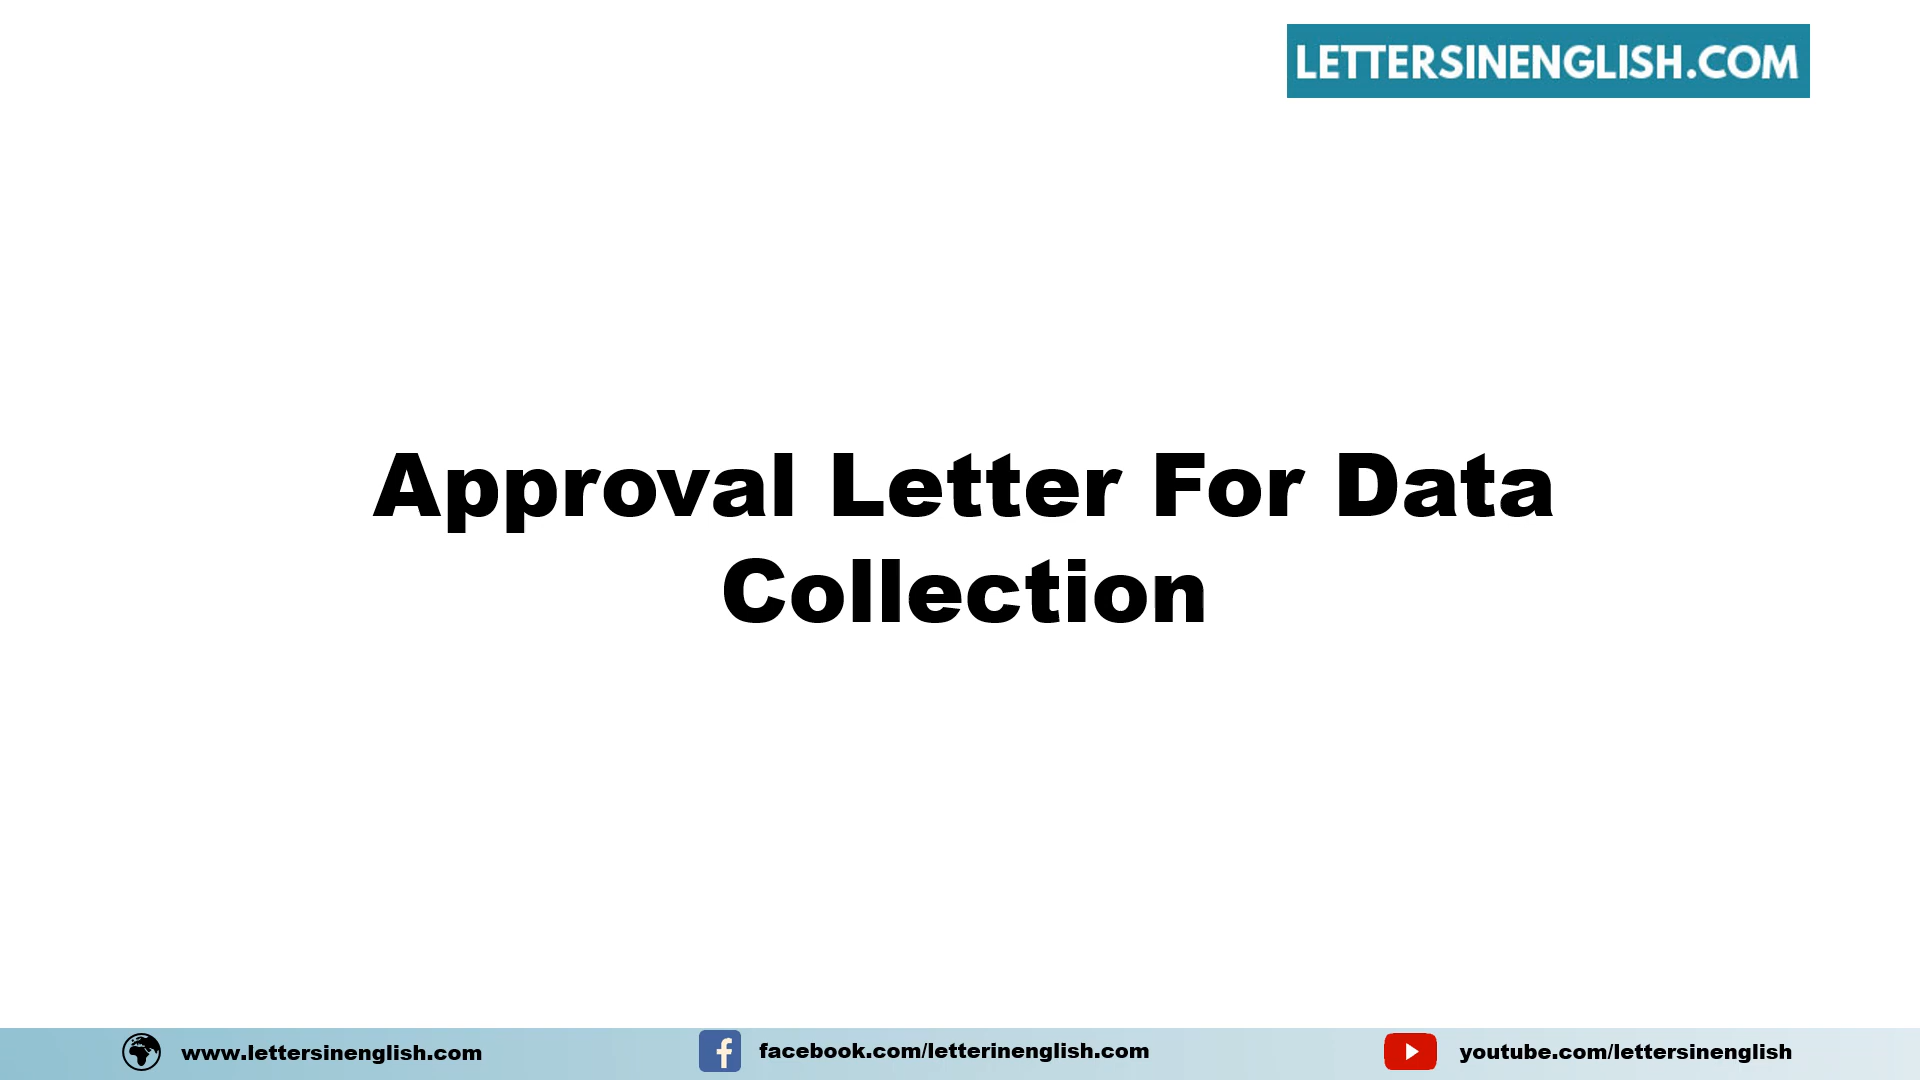 LETTERSINENGLISH.COM
Approval Letter For Data
Collection
www.lettersinenglish.com
facebook.com/letterinenglish.com
youtube.com/lettersinenglish